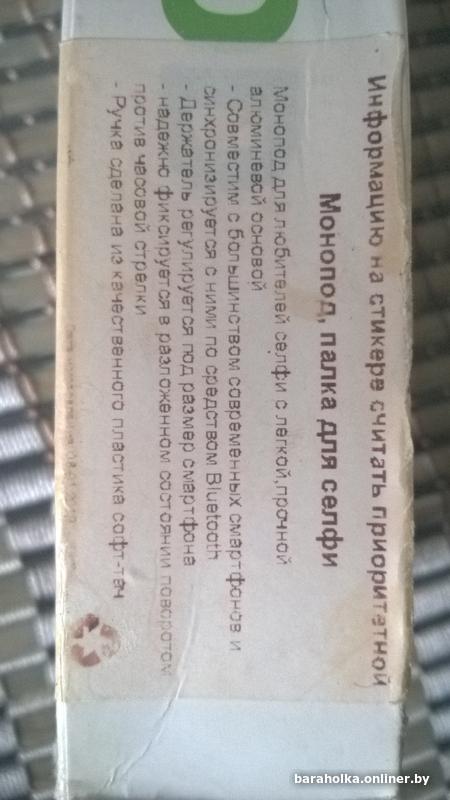 Информацию на стикере считать приоритетной
Монопод, палка для селфи
Монопод для любителей селфи с легкой,прочной
алюминевой основой
- Совместим с большинством современных смартфонов и
синхронизируется с ними по средством Bluetooth
- Держатель регулируется под размер смартфона
- надежно фиксируется в разложенном состоянии поворотом
против часовой стрелки
- Ручка сделана из качественного пластика софт-тач
baraholka.onliner.by